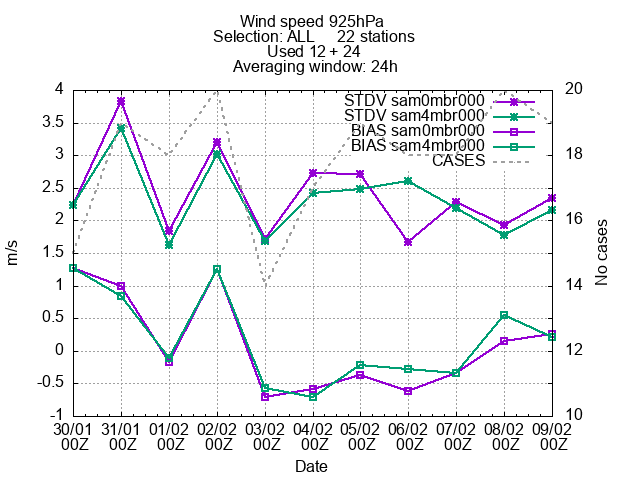 Wind speed 925hPa
Selection: ALL 22 stations
Used 12 + 24
Averaging window: 24h
STDV sam0mbr000
STDV sam4mbr000
BIAS sam0mbr000
BIAS sam4mbr000
CASES
4
3.5
3
2.5
2
1.5
1
0.5
0
-0.5
-1
m/s
20
18
16
14
12
10
No cases
30/01 31/01 01/02 02/02 03/02 04/02 05/02 06/02 07/02 08/02 09/02
00Z 00Z 00Z 00Z 00Z 00Z 00Z 00Z 00Z 00Z 00Z
Date